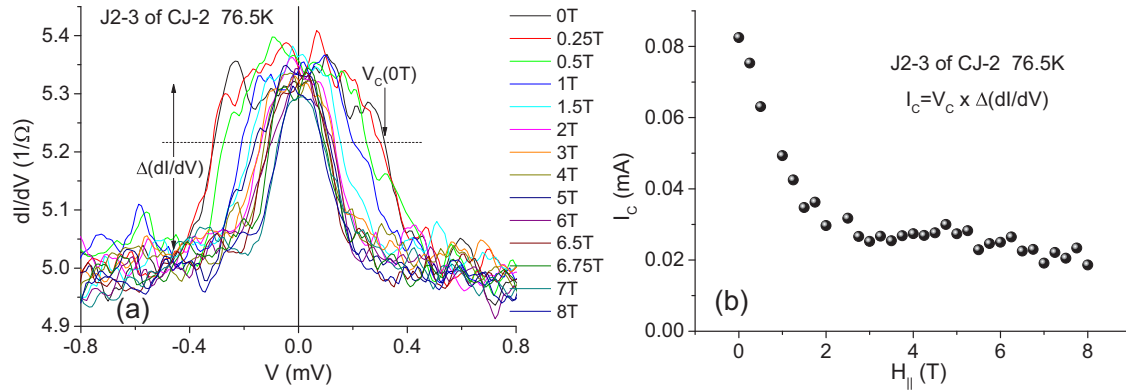 J2-3 of CJ-2 76.5K
dI/dV (1/Ω)
5.4
5.3
5.2
5.1
5.0
4.9
V_C(0T)
Δ(dI/dV)
(a)
-0.8
-0.4
0.0
0.4
0.8
V (mV)
0T
0.25T
0.5T
1T
1.5T
2T
3T
4T
5T
6T
6.5T
6.75T
7T
8T
I_C (mA)
0.08
0.06
0.04
0.02
0.00
J2-3 of CJ-2 76.5K
I_C=V_C x Δ(dI/dV)
(b)
0
2
4
6
8
H_|| (T)